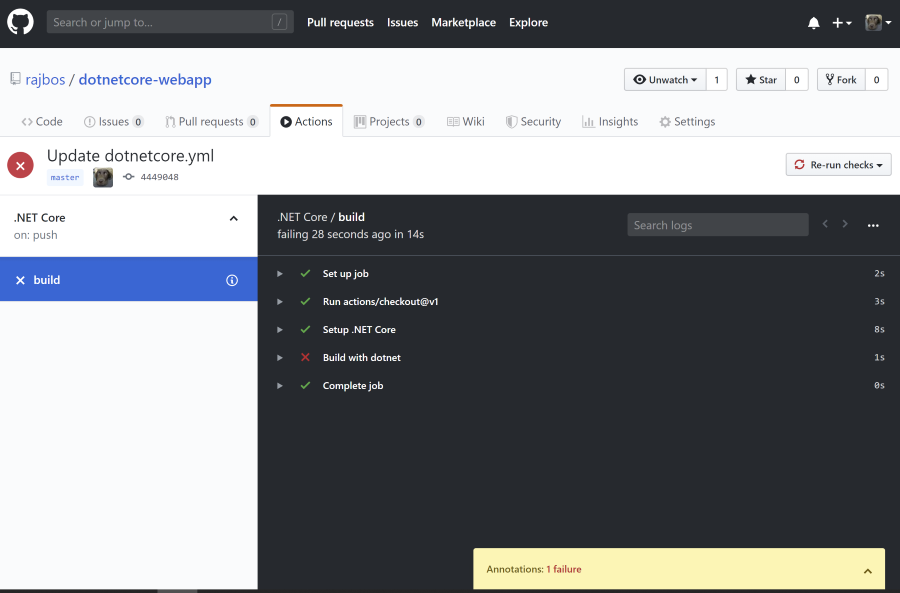 Search or jump to... /
Pull requests Issues Marketplace Explore
rajbos / dotnetcore-webapp
Unwatch 1 Star 0 Fork 0
Code Issues 0 Pull requests 0 Actions Projects 0 Wiki Security Insights Settings
Update dotnetcore.yml
master 4449048
Re-run checks
.NET Core
on: push
build
.NET Core / build
failing 28 seconds ago in 14s
Search logs
Set up job 2s
Run actions/checkout@v1 3s
Setup .NET Core 8s
Build with dotnet 1s
Complete job 0s
Annotations: 1 failure